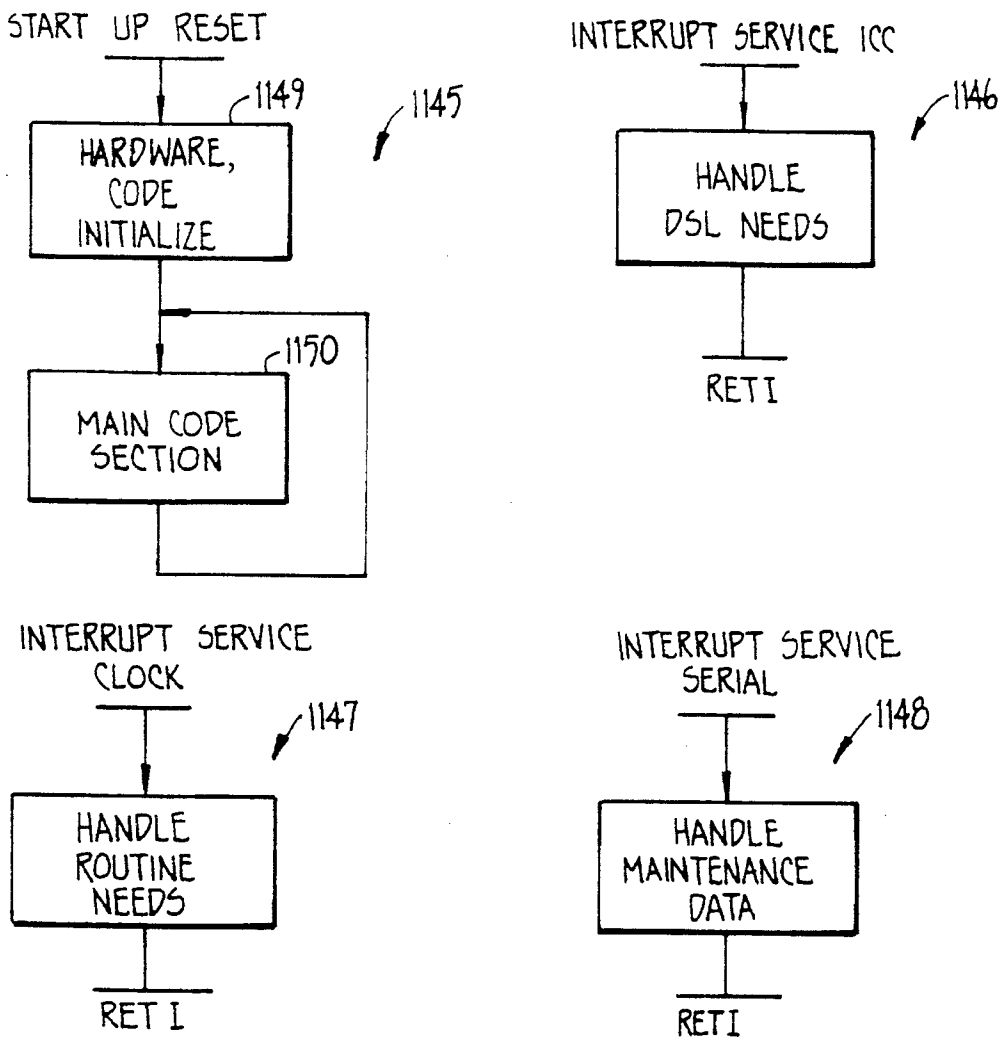 START UP RESET
1149
1145
HARDWARE,
CODE
INITIALIZE
1150
MAIN CODE
SECTION
INTERRUPT SERVICE ICC
1146
HANDLE
DSL NEEDS
RETI
INTERRUPT SERVICE
CLOCK
1147
HANDLE
ROUTINE
NEEDS
RETI
INTERRUPT SERVICE
SERIAL
1148
HANDLE
MAINTENANCE
DATA
RETI